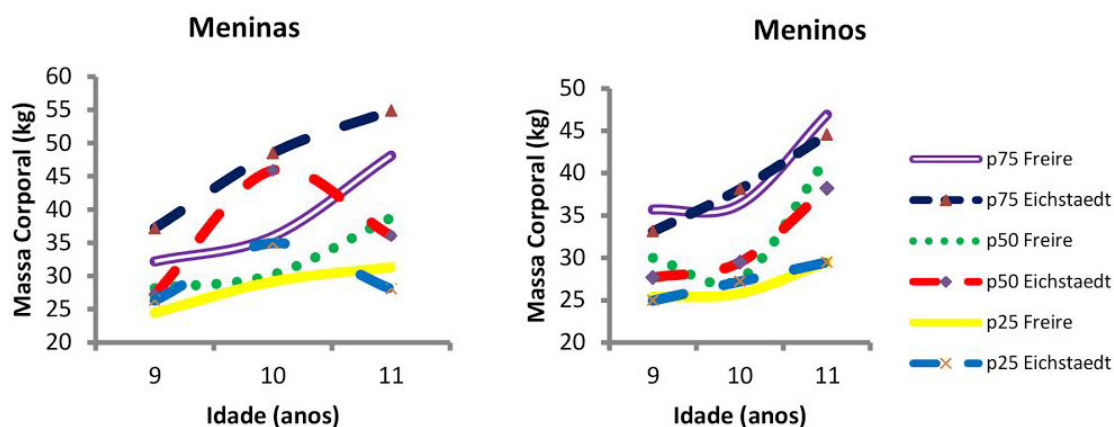 Meninas
Massa Corporal (kg)
60
55
50
45
40
35
30
25
20
9 10 11
Idade (anos)
Meninos
Massa Corporal (kg)
50
45
40
35
30
25
20
9 10 11
Idade (anos)
p75 Freire
p75 Eichstaedt
p50 Freire
p50 Eichstaedt
p25 Freire
p25 Eichstaedt